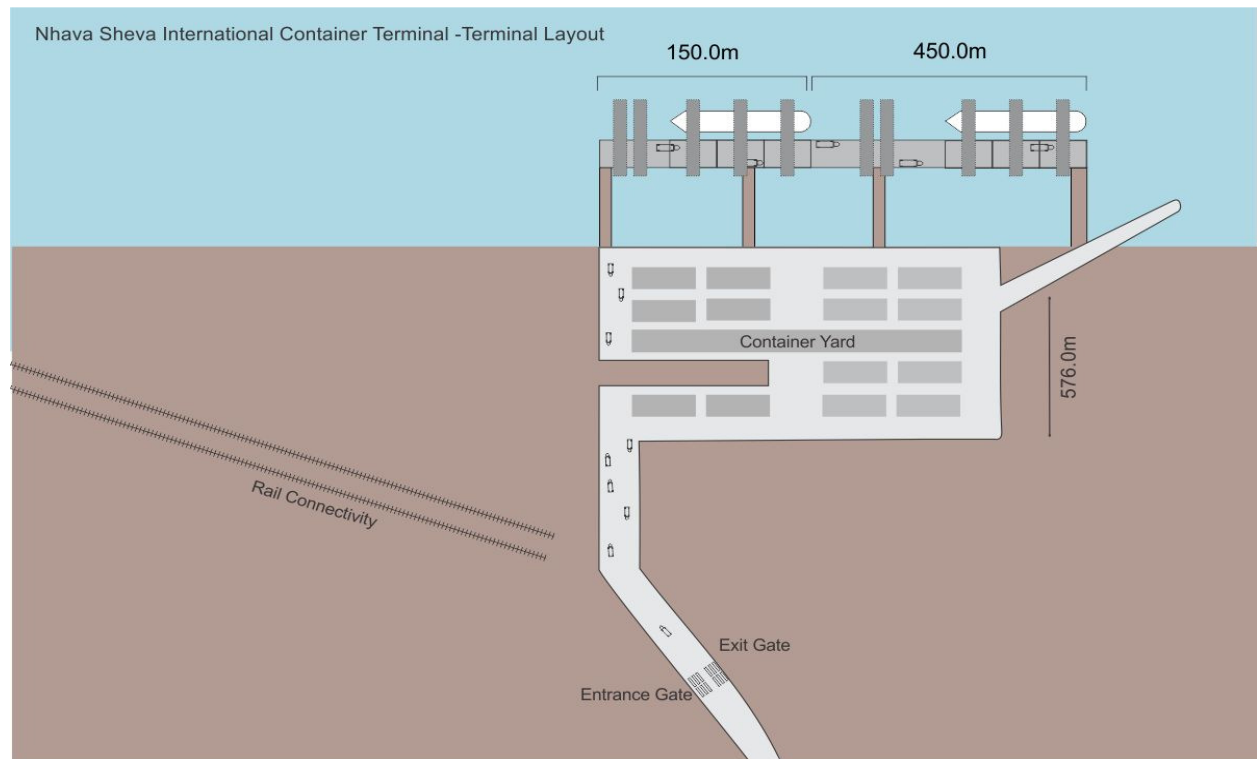 Nhava Sheva International Container Terminal -Terminal Layout
150.0m
450.0m
Container Yard
576.0m
Rail Connectivity
Exit Gate
Entrance Gate